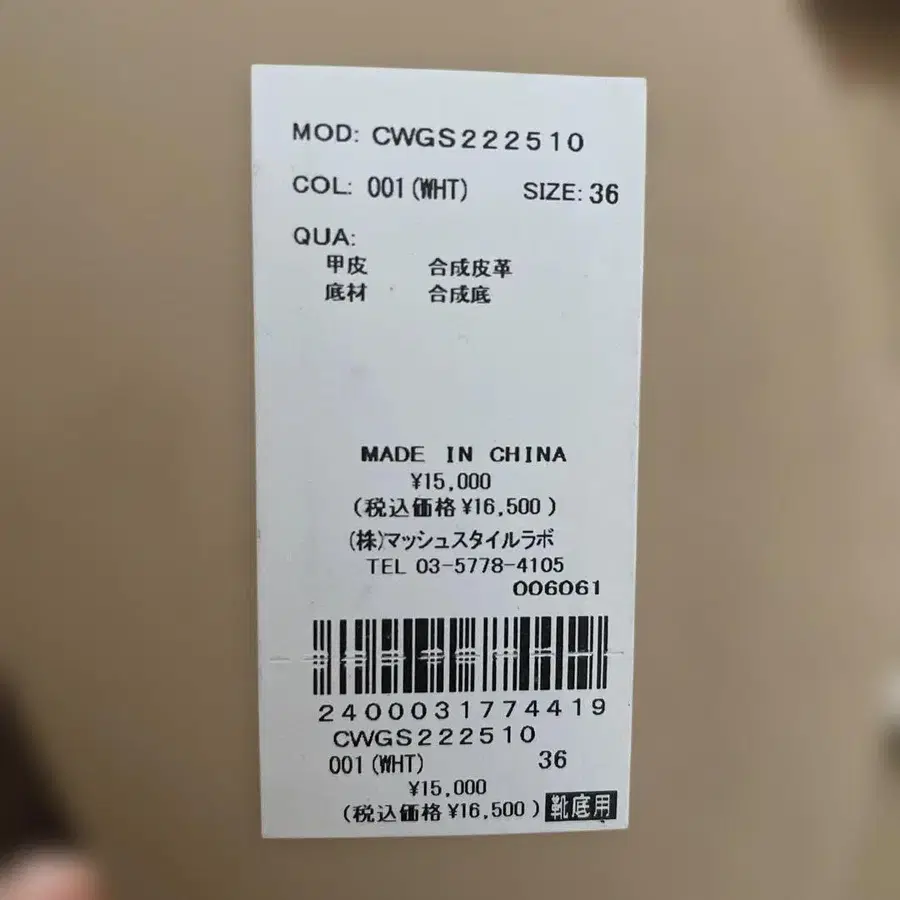 MOD: CWGS222510
COL: 001(WHT) SIZE: 36
QUA:
甲皮 合成皮革
底材 合成底
MADE IN CHINA
¥15,000
(税込価格¥16,500)
(株)マッシュスタイルラボ
TEL 03-5778-4105
006061
2400031774419
CWGS222510
001(WHT) 36
¥15,000
(税込価格¥16,500) 靴底用